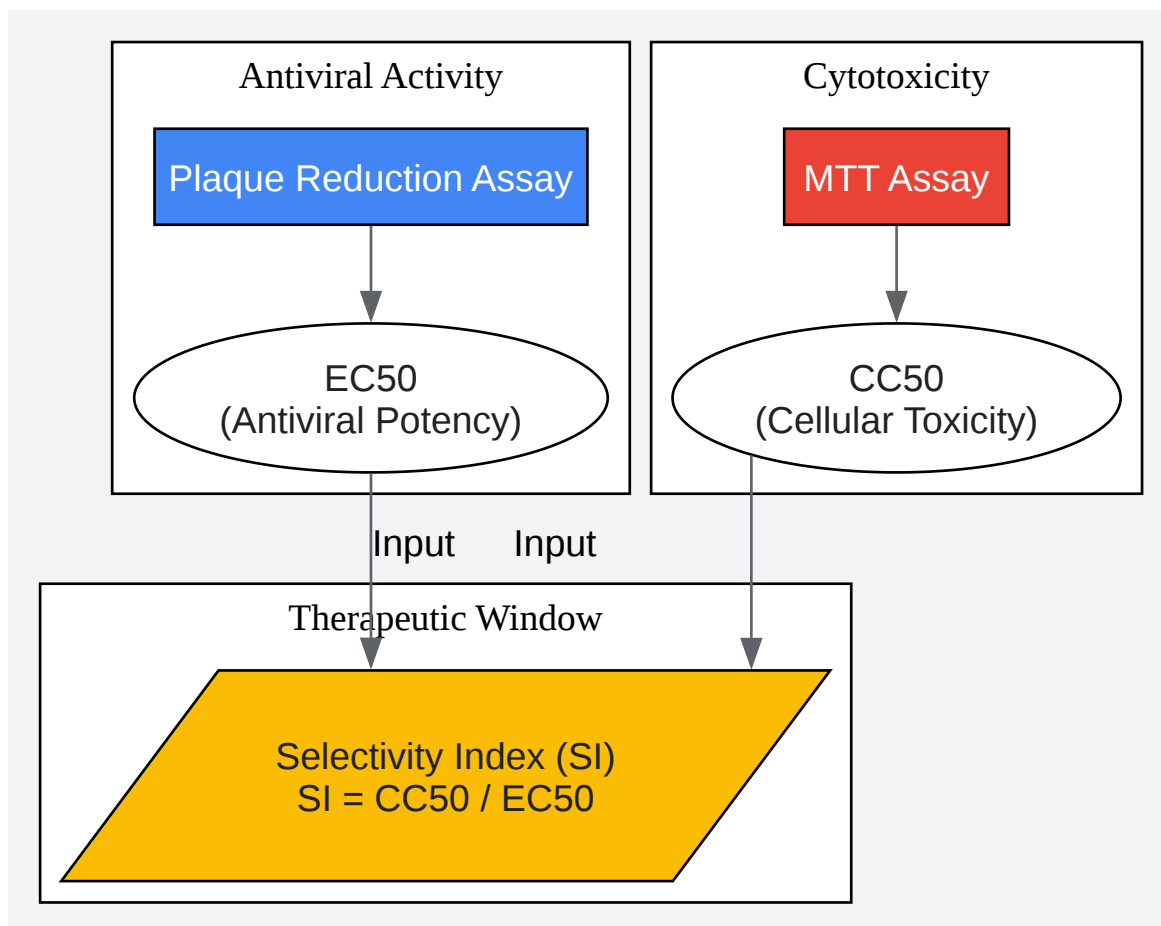 Antiviral Activity
Plaque Reduction Assay
EC50
(Antiviral Potency)
Cytotoxicity
MTT Assay
CC50
(Cellular Toxicity)
Input
Input
Therapeutic Window
Selectivity Index (SI)
SI = CC50 / EC50